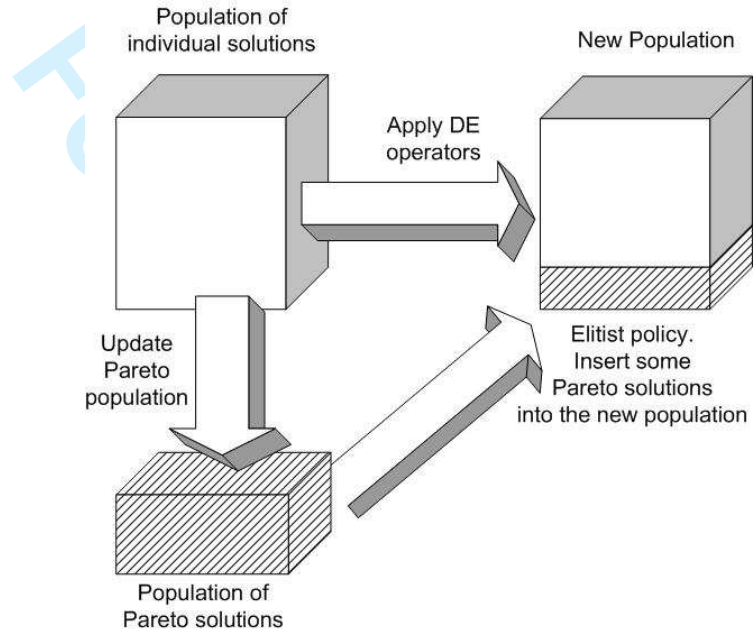 Population of
individual solutions
New Population
Apply DE
operators
Update
Pareto
population
Elitist policy.
Insert some
Pareto solutions
into the new population
Population of
Pareto solutions